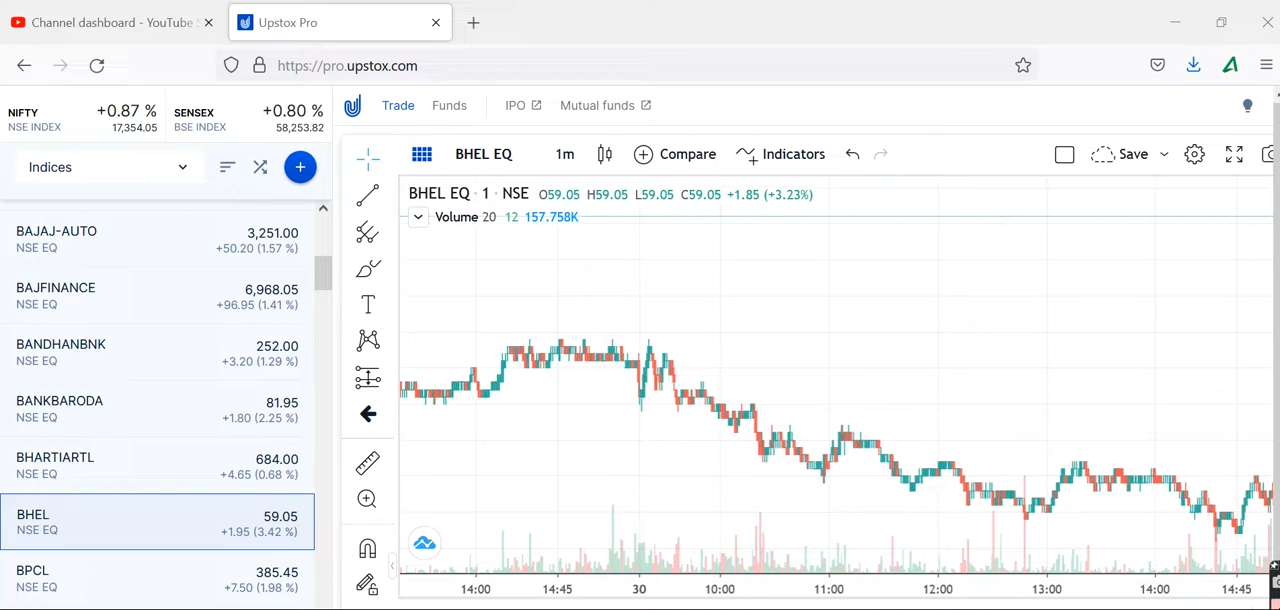 Channel dashboard - YouTube S
Upstox Pro
https://pro.upstox.com
NIFTY +0.87 % SENSEX +0.80 %
NSE INDEX 17,354.05 BSE INDEX 58,253.82
Trade Funds IPO Mutual funds
Indices
BHEL EQ 1m Compare Indicators Save
BHEL EQ · 1 · NSE O59.05 H59.05 L59.05 C59.05 +1.85 (+3.23%)
Volume 20 12 157.758K
BAJAJ-AUTO 3,251.00
NSE EQ +50.20 (1.57 %)
BAJFINANCE 6,968.05
NSE EQ +96.95 (1.41 %)
BANDHANBNK 252.00
NSE EQ +3.20 (1.29 %)
BANKBARODA 81.95
NSE EQ +1.80 (2.25 %)
BHARTIARTL 684.00
NSE EQ +4.65 (0.68 %)
BHEL 59.05
NSE EQ +1.95 (3.42 %)
BPCL 385.45
NSE EQ +7.50 (1.98 %)
14:00 14:45 30 10:00 11:00 12:00 13:00 14:00 14:45